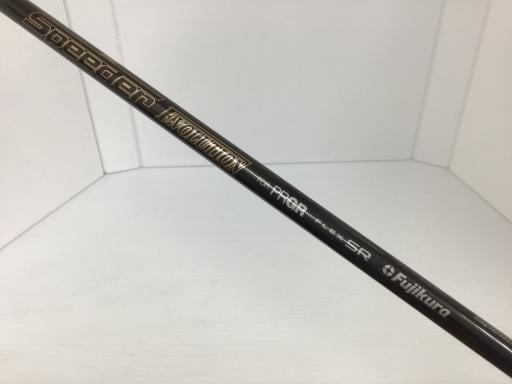 Speeder EVOLUTION FOR PRGR FLEX SR Fujikura